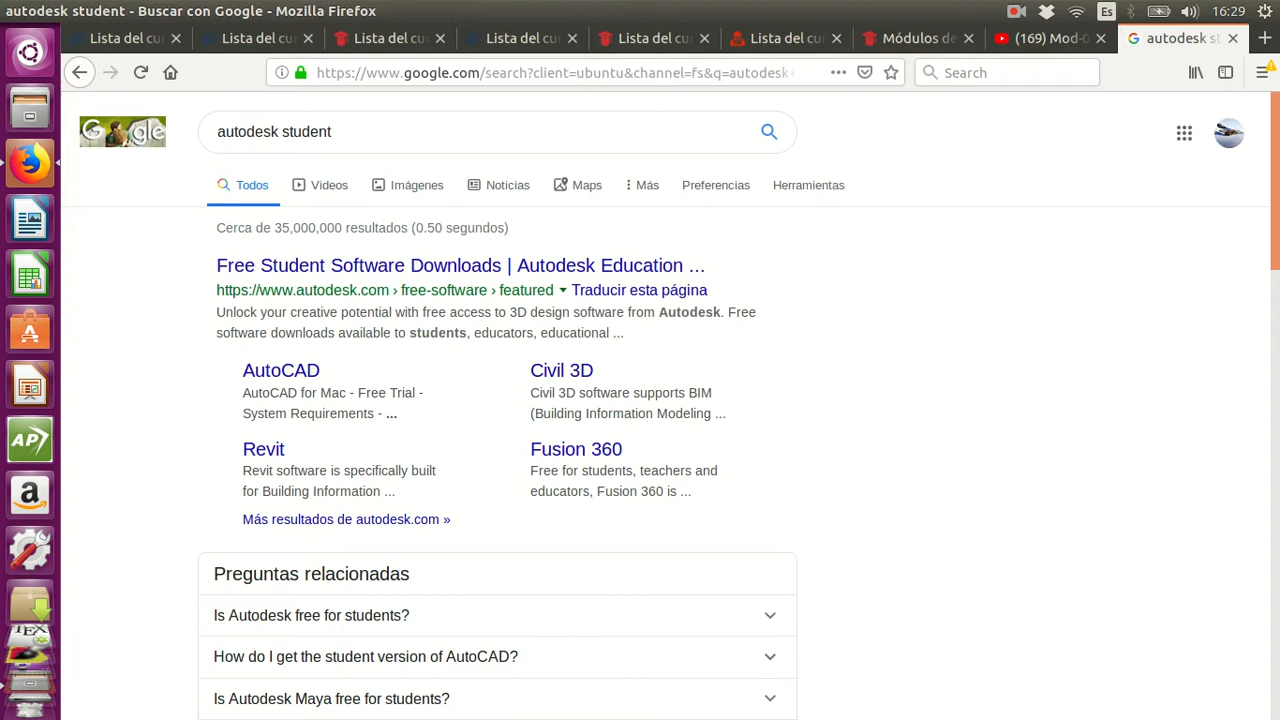 autodesk student - Buscar con Google - Mozilla Firefox
Es
16:29
Lista del cu
Lista del cu
Lista del cu
Lista del cu
Lista del cu
Lista del cu
Módulos de
(169) Mod-0
autodesk st
https://www.google.com/search?client=ubuntu&channel=fs&q=autodesk+
Search
Google
autodesk student
Todos
Videos
Imágenes
Noticias
Maps
Más
Preferencias
Herramientas
Cerca de 35,000,000 resultados (0.50 segundos)
Free Student Software Downloads | Autodesk Education ...
https://www.autodesk.com › free-software › featured Traducir esta página
Unlock your creative potential with free access to 3D design software from Autodesk. Free
software downloads available to students, educators, educational ...
AutoCAD
AutoCAD for Mac - Free Trial -
System Requirements - ...
Civil 3D
Civil 3D software supports BIM
(Building Information Modeling ...
Revit
Revit software is specifically built
for Building Information ...
Fusion 360
Free for students, teachers and
educators, Fusion 360 is ...
Más resultados de autodesk.com »
Preguntas relacionadas
Is Autodesk free for students?
How do I get the student version of AutoCAD?
Is Autodesk Maya free for students?
A
AP
a
TEX